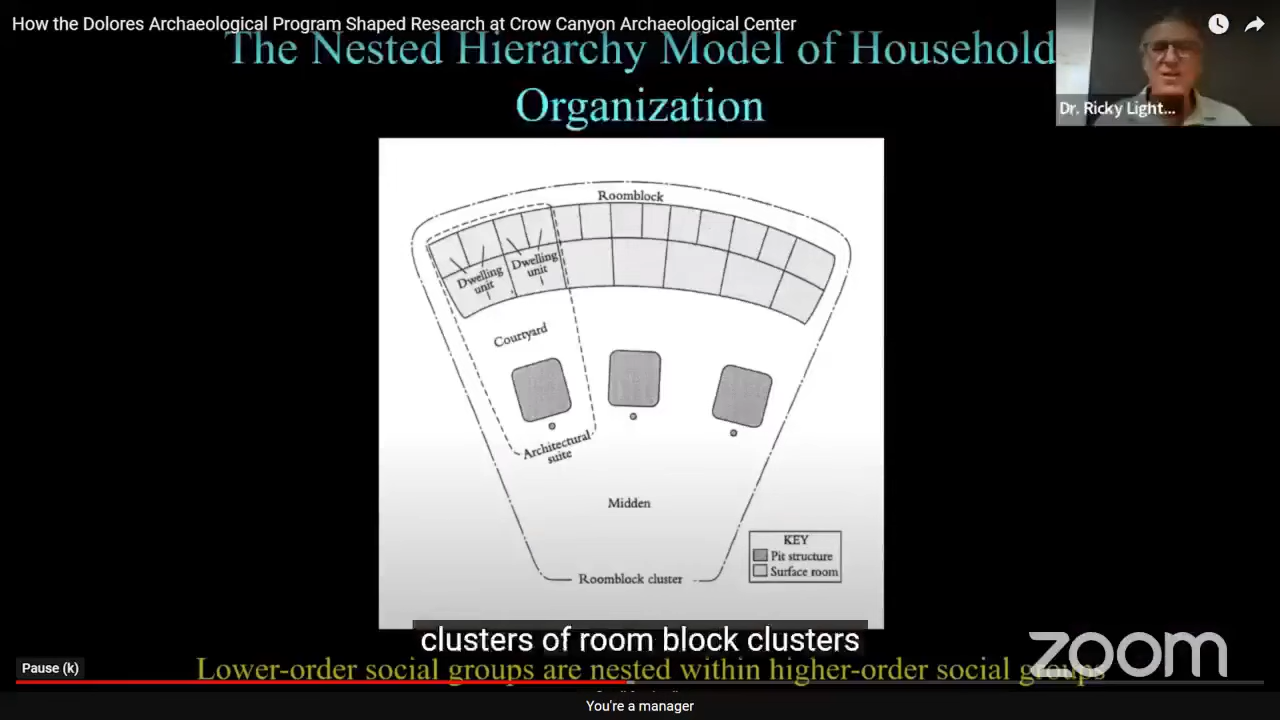 How the Dolores Archaeological Program Shaped Research at Crow Canyon Archaeological Center
The Nested Hierarchy Model of Household
Organization
Dr. Ricky Light...
Roomblock
Dwelling
unit
Dwelling
unit
Courtyard
Architectural
suite
Midden
KEY
Pit structure
Surface room
Roomblock cluster
clusters of room block clusters
zoom
Pause (k)
Lower-order social groups are nested within higher-order social groups
You're a manager